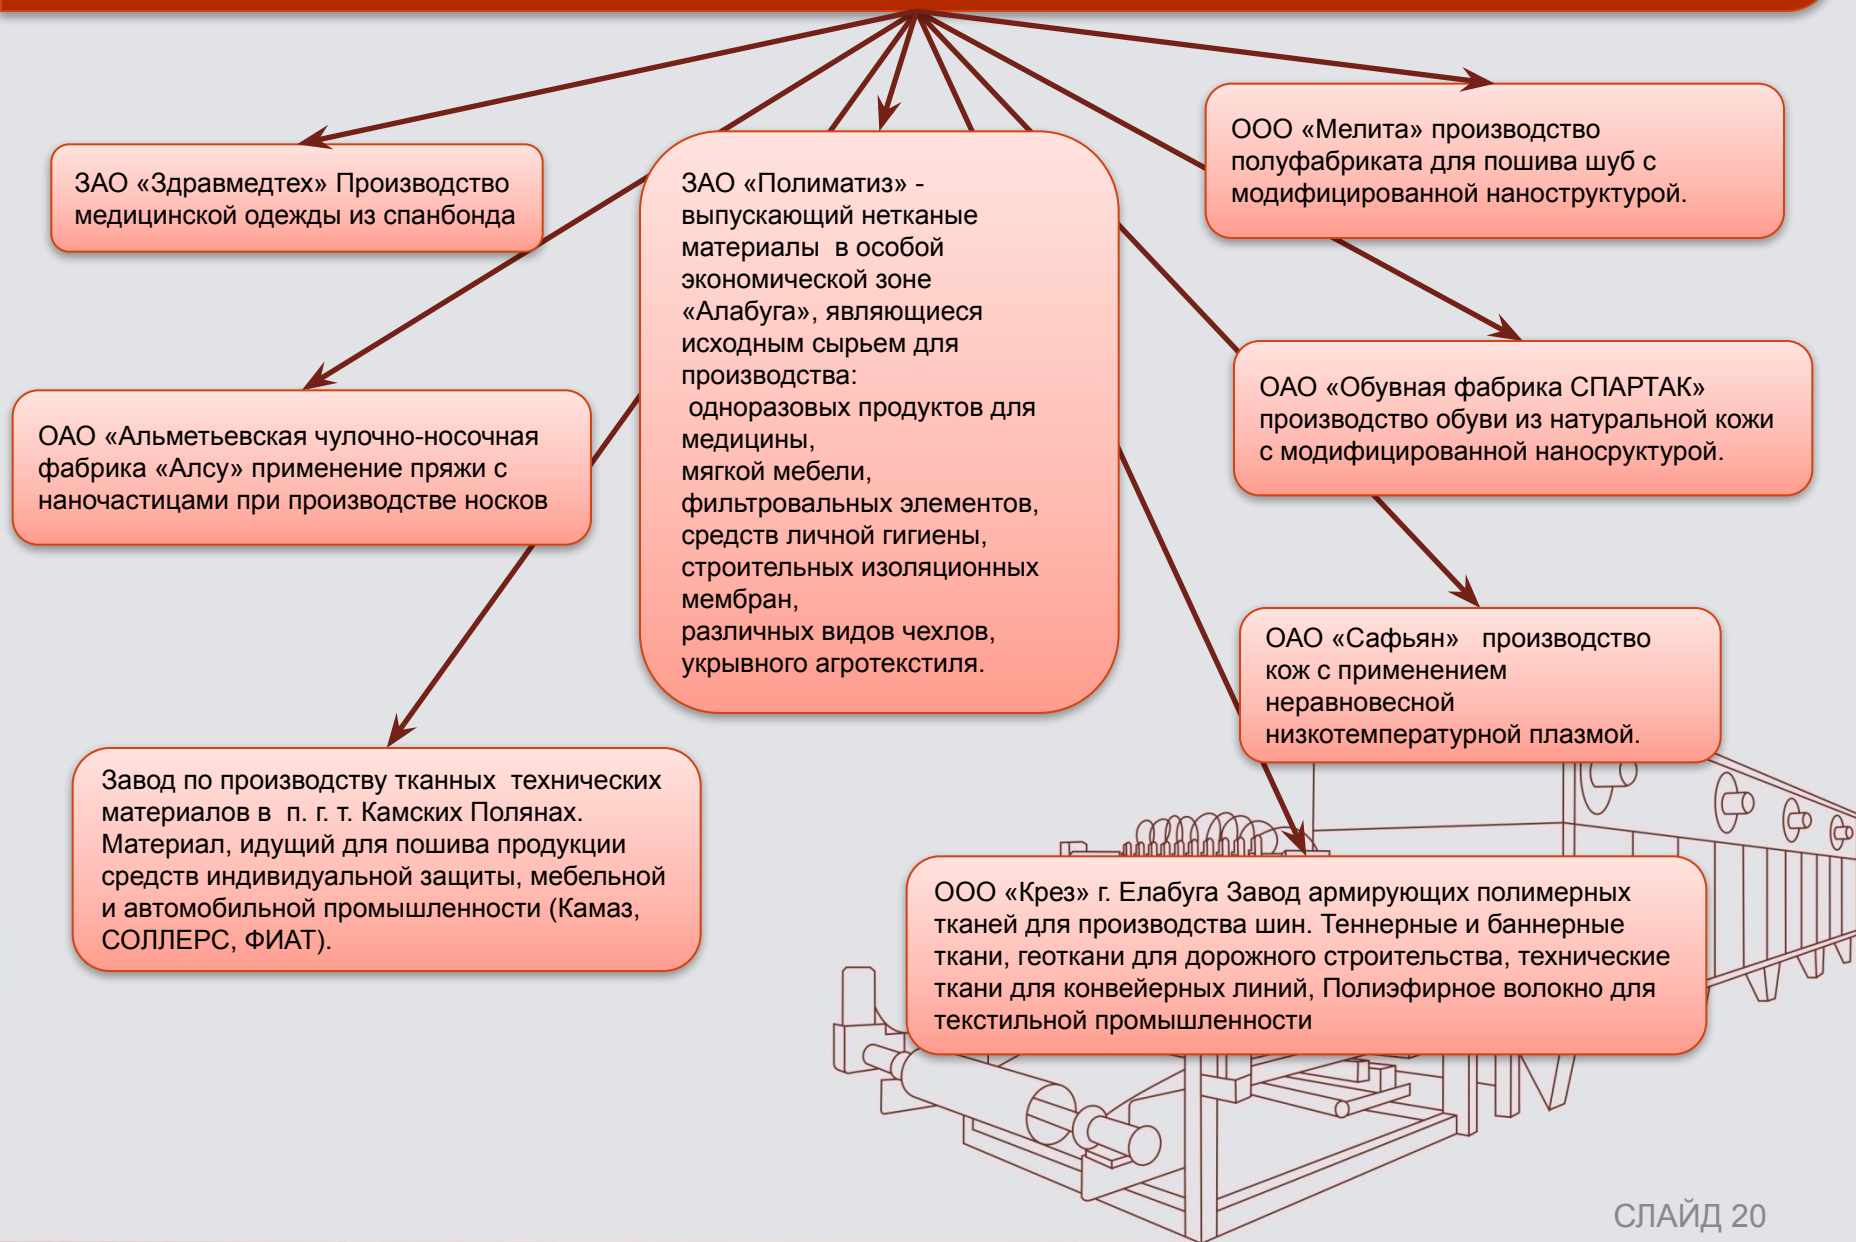 ЗАО «Здравмедтех» Производство
медицинской одежды из спанбонда
ОАО «Альметьевская чулочно-носочная
фабрика «Алсу» применение пряжи с
наночастицами при производстве носков
Завод по производству тканных  технических
материалов в  п. г. т. Камских Полянах.
Материал, идущий для пошива продукции
средств индивидуальной защиты, мебельной
и автомобильной промышленности (Камаз,
СОЛЛЕРС, ФИАТ).
ЗАО «Полиматиз» -
выпускающий нетканые
материалы  в особой
экономической зоне
«Алабуга», являющиеся
исходным сырьем для
производства:
одноразовых продуктов для
медицины,
мягкой мебели,
фильтровальных элементов,
средств личной гигиены,
строительных изоляционных
мембран,
различных видов чехлов,
укрывного агротекстиля.
ООО «Мелита» производство
полуфабриката для пошива шуб с
модифицированной наноструктурой.
ОАО «Обувная фабрика СПАРТАК»
производство обуви из натуральной кожи
с модифицированной наносруктурой.
ОАО «Сафьян»   производство
кож с применением
неравновесной
низкотемпературной плазмой.
ООО «Крез» г. Елабуга Завод армирующих полимерных
тканей для производства шин. Теннерные и баннерные
ткани, геоткани для дорожного строительства, технические
ткани для конвейерных линий, Полиэфирное волокно для
текстильной промышленности
СЛАЙД 20